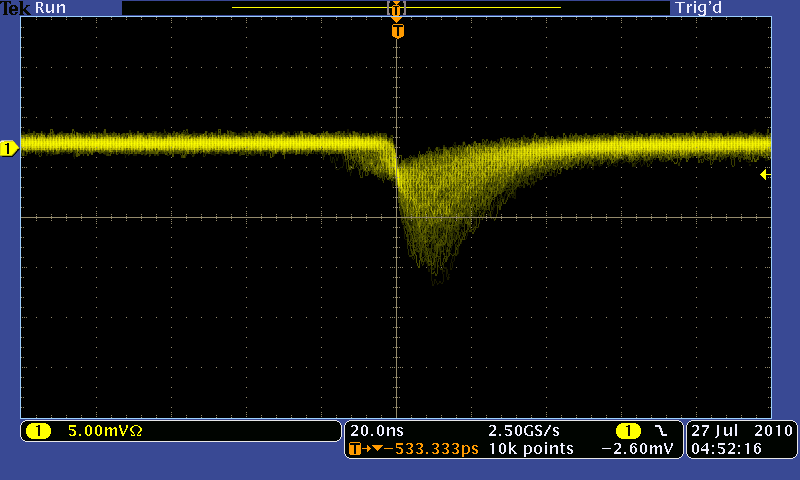 Tek Run Trig'd
T
T
1
1 5.00mVΩ 20.0ns 2.50GS/s 1 27 Jul 2010
T→▼−533.333ps 10k points −2.60mV 04:52:16